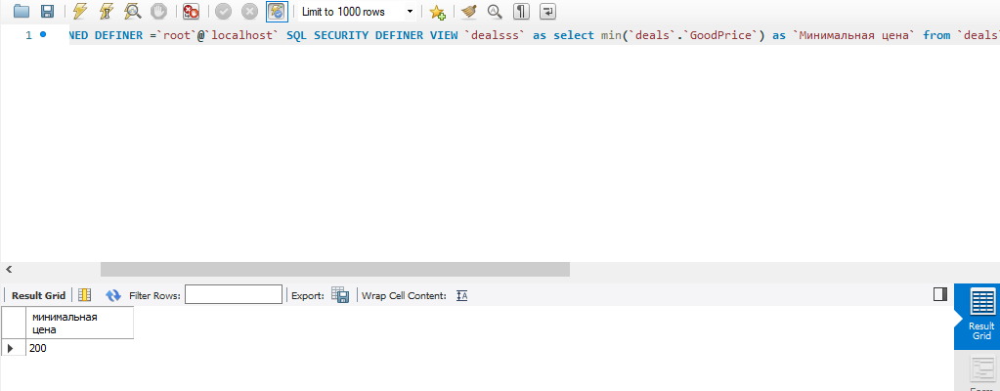 Limit to 1000 rows
1 NED DEFINER =`root`@`localhost` SQL SECURITY DEFINER VIEW `dealsss` as select min(`deals`.`GoodPrice`) as `Минимальная цена` from `deals`
Result Grid Filter Rows: Export: Wrap Cell Content:
минимальная
цена
200
Result
Grid
Form